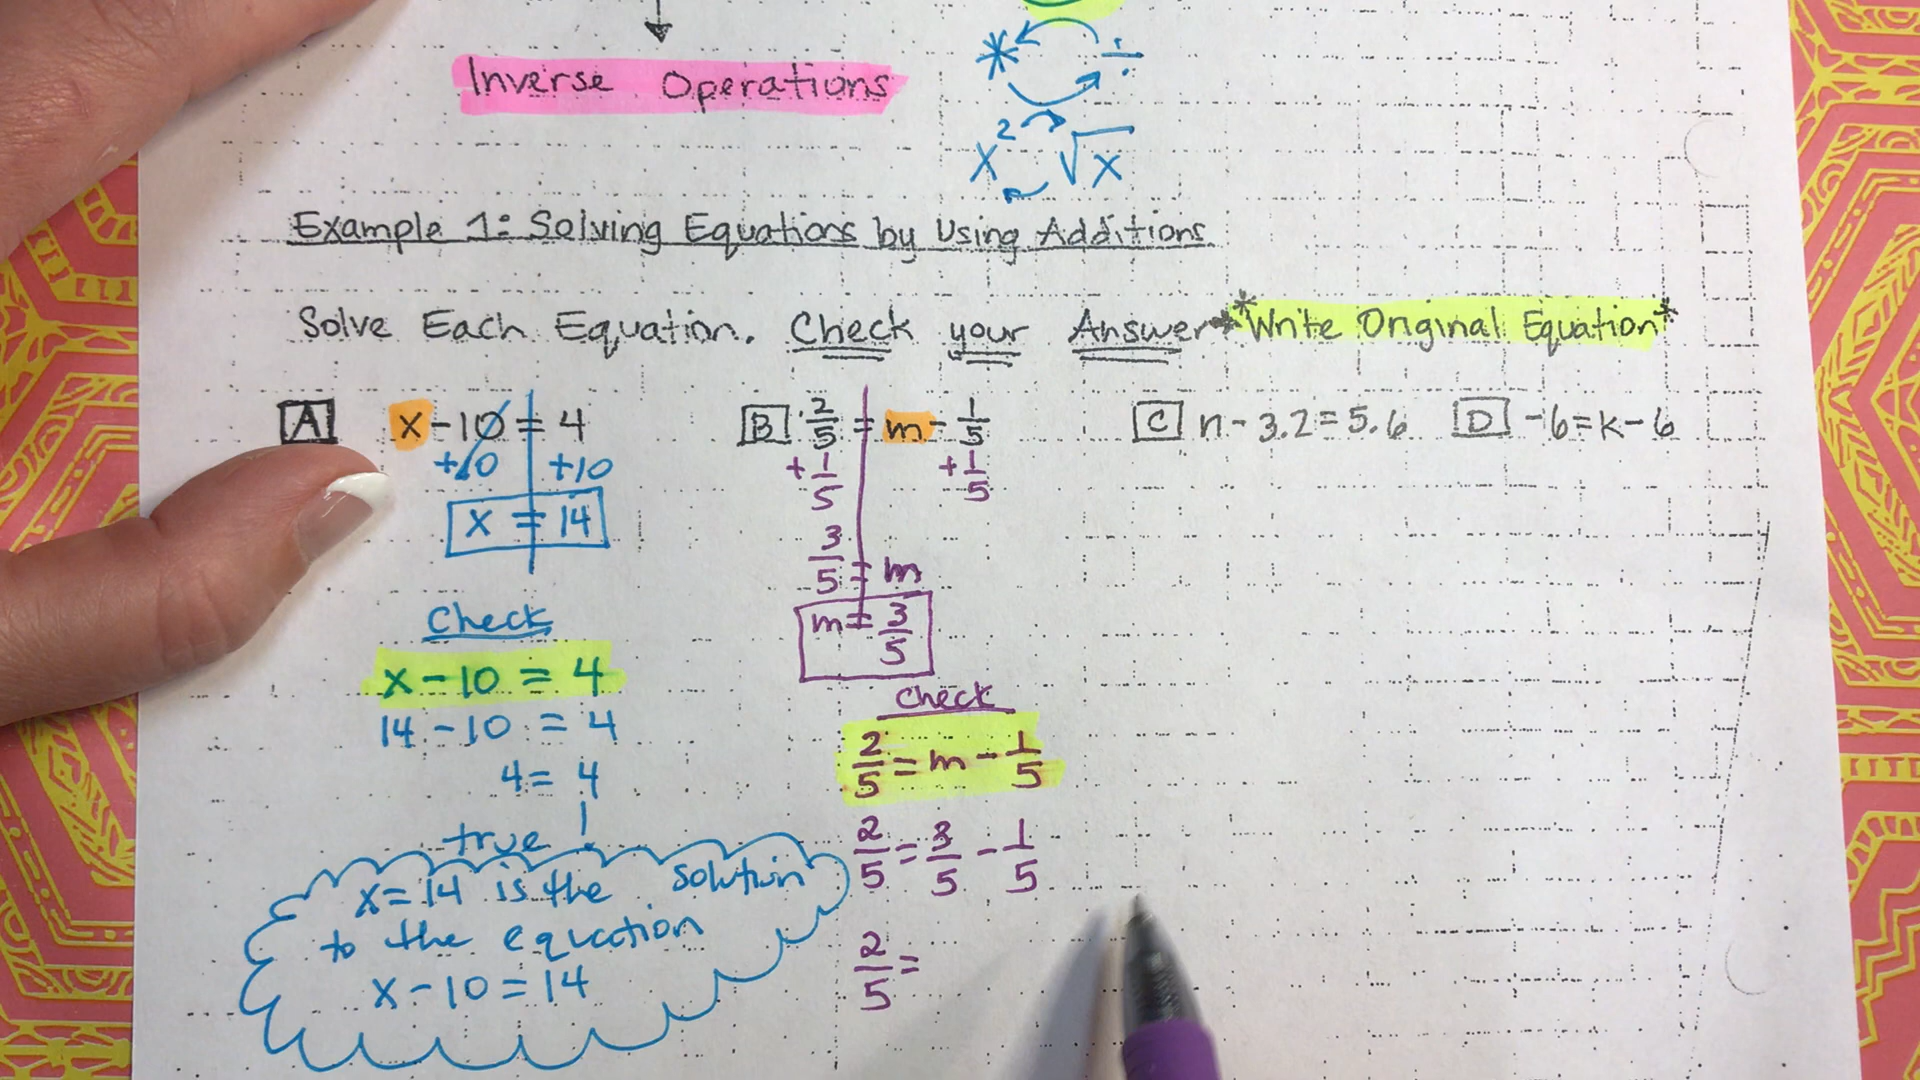 Inverse Operations
* ÷
x² √x
Example 1: Solving Equations by Using Additions
Solve Each Equation. Check your Answer *Write Original Equation*
A x - 10 = 4
+10 +10
x = 14
Check
x - 10 = 4
14 - 10 = 4
4 = 4
true
x = 14 is the solution
to the equation
x - 10 = 14
B 2/5 = m - 1/5
+ 1/5 + 1/5
3/5 = m
m = 3/5
Check
2/5 = m - 1/5
2/5 = 3/5 - 1/5
2/5 =
C n - 3.2 = 5.6
D -6 = k - 6